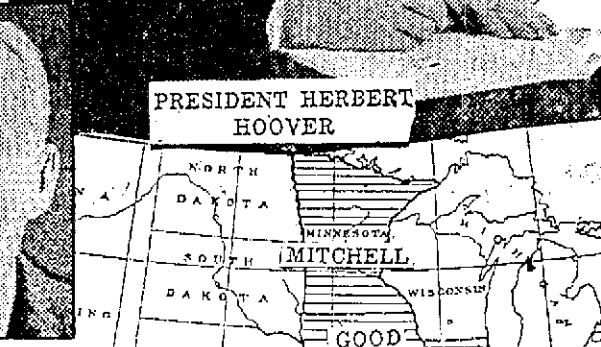 PRESIDENT HERBERT
HOOVER
NORTH
DAKOTA
MINNESOTA
SOUTH
MITCHELL
DAKOTA
WISCONSIN
GOOD